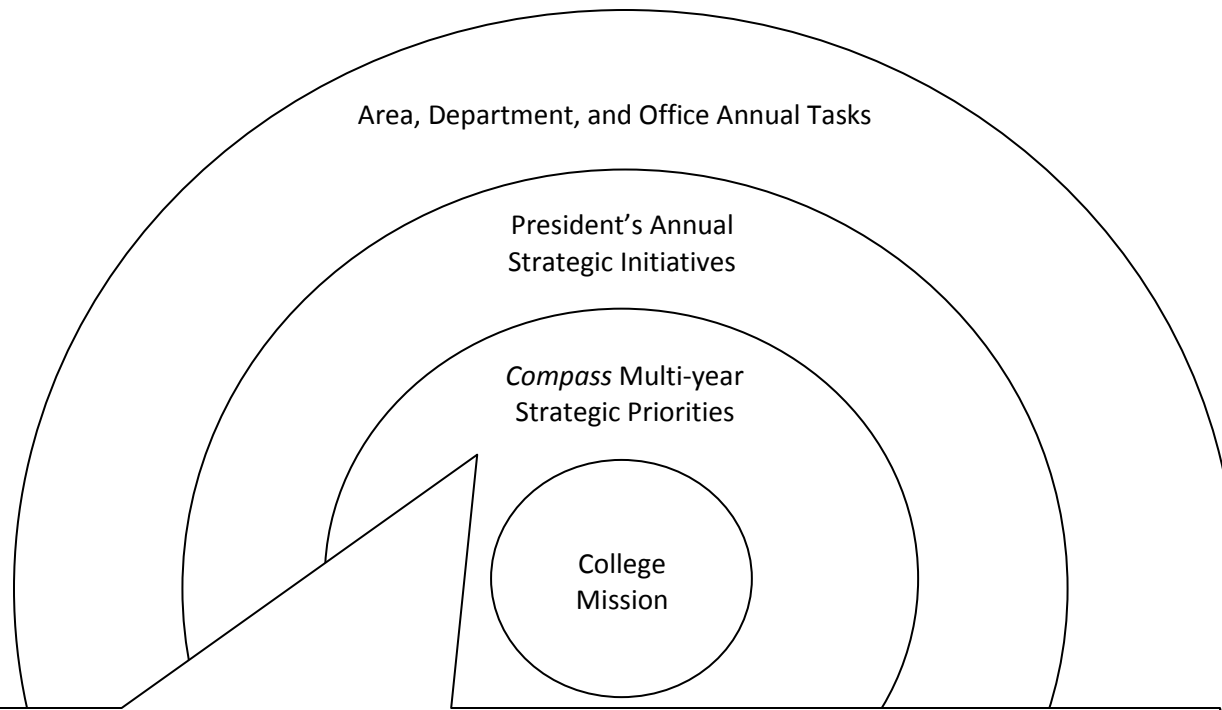 Area, Department, and Office Annual Tasks
President’s Annual
Strategic Initiatives
Compass Multi-year
Strategic Priorities
College
Mission